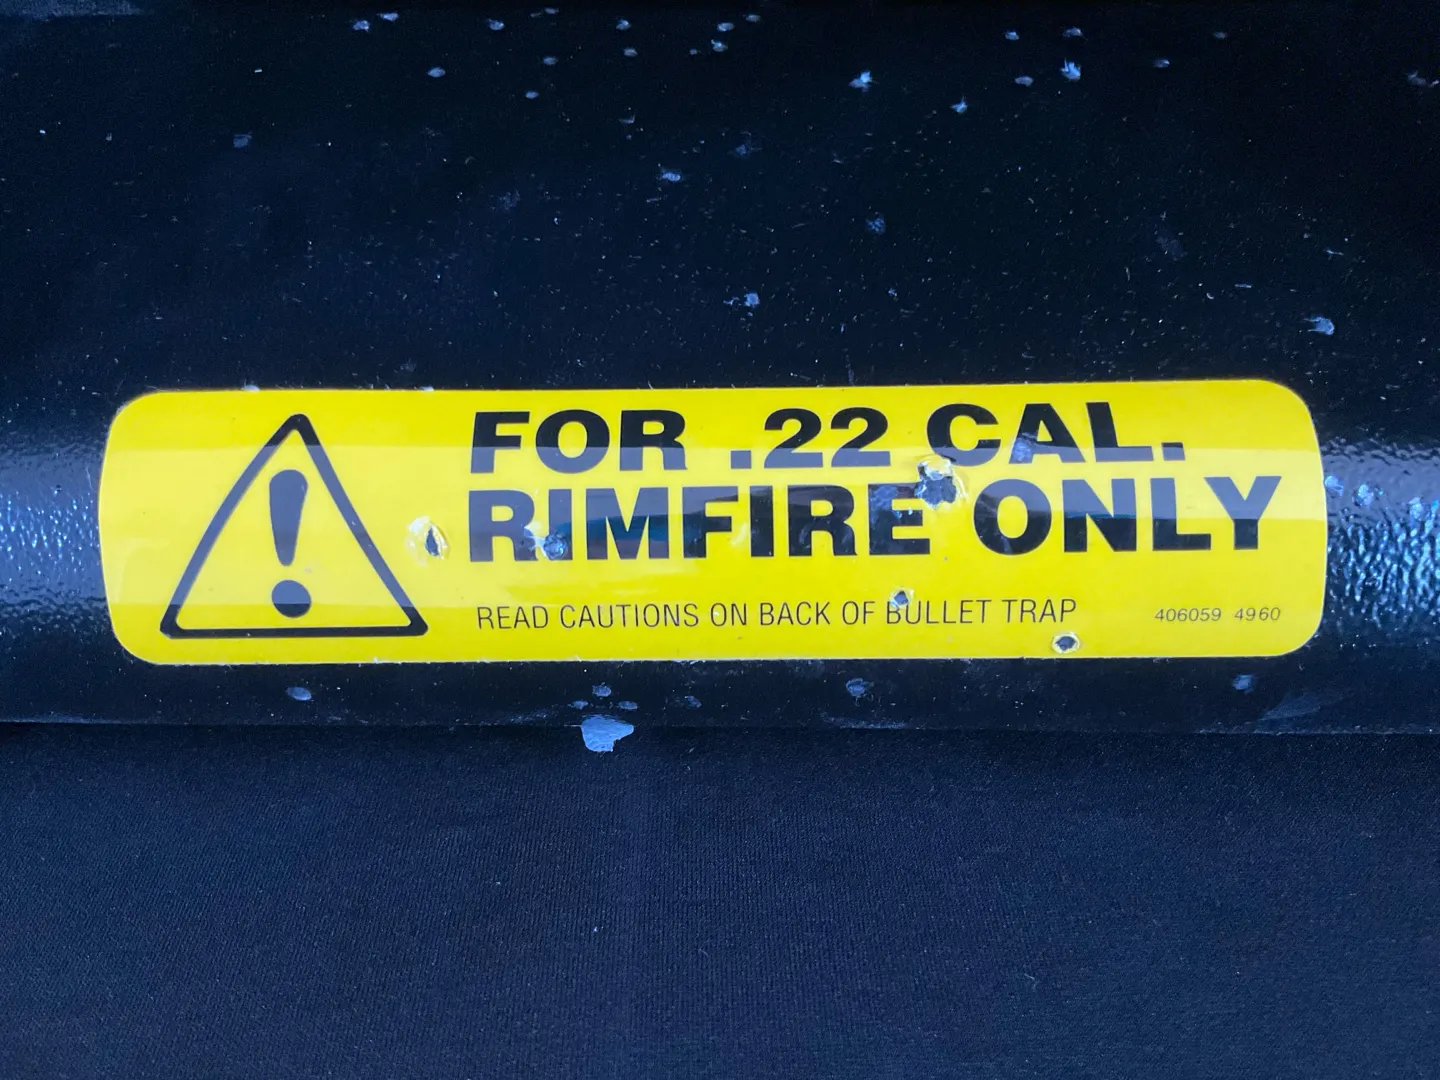 FOR .22 CAL.
RIMFIRE ONLY
READ CAUTIONS ON BACK OF BULLET TRAP
406059 4960